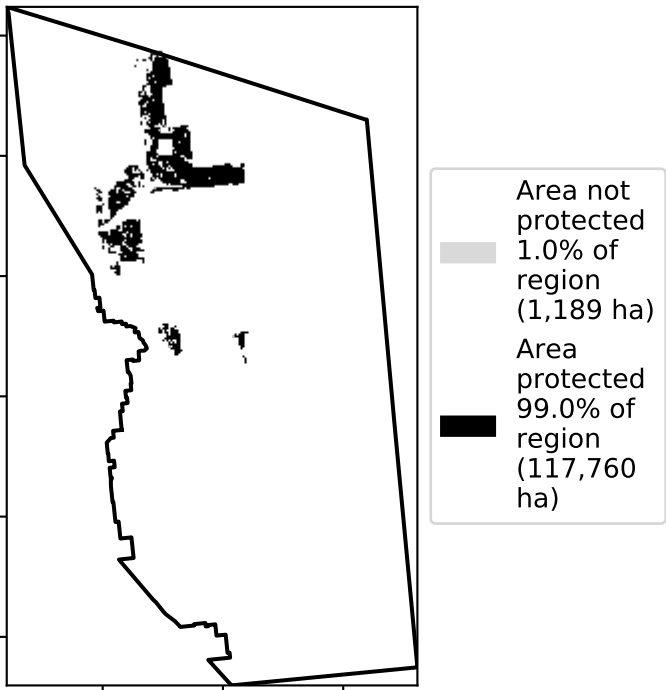 Area not
protected
1.0% of
region
(1,189 ha)
Area
protected
99.0% of
region
(117,760
ha)